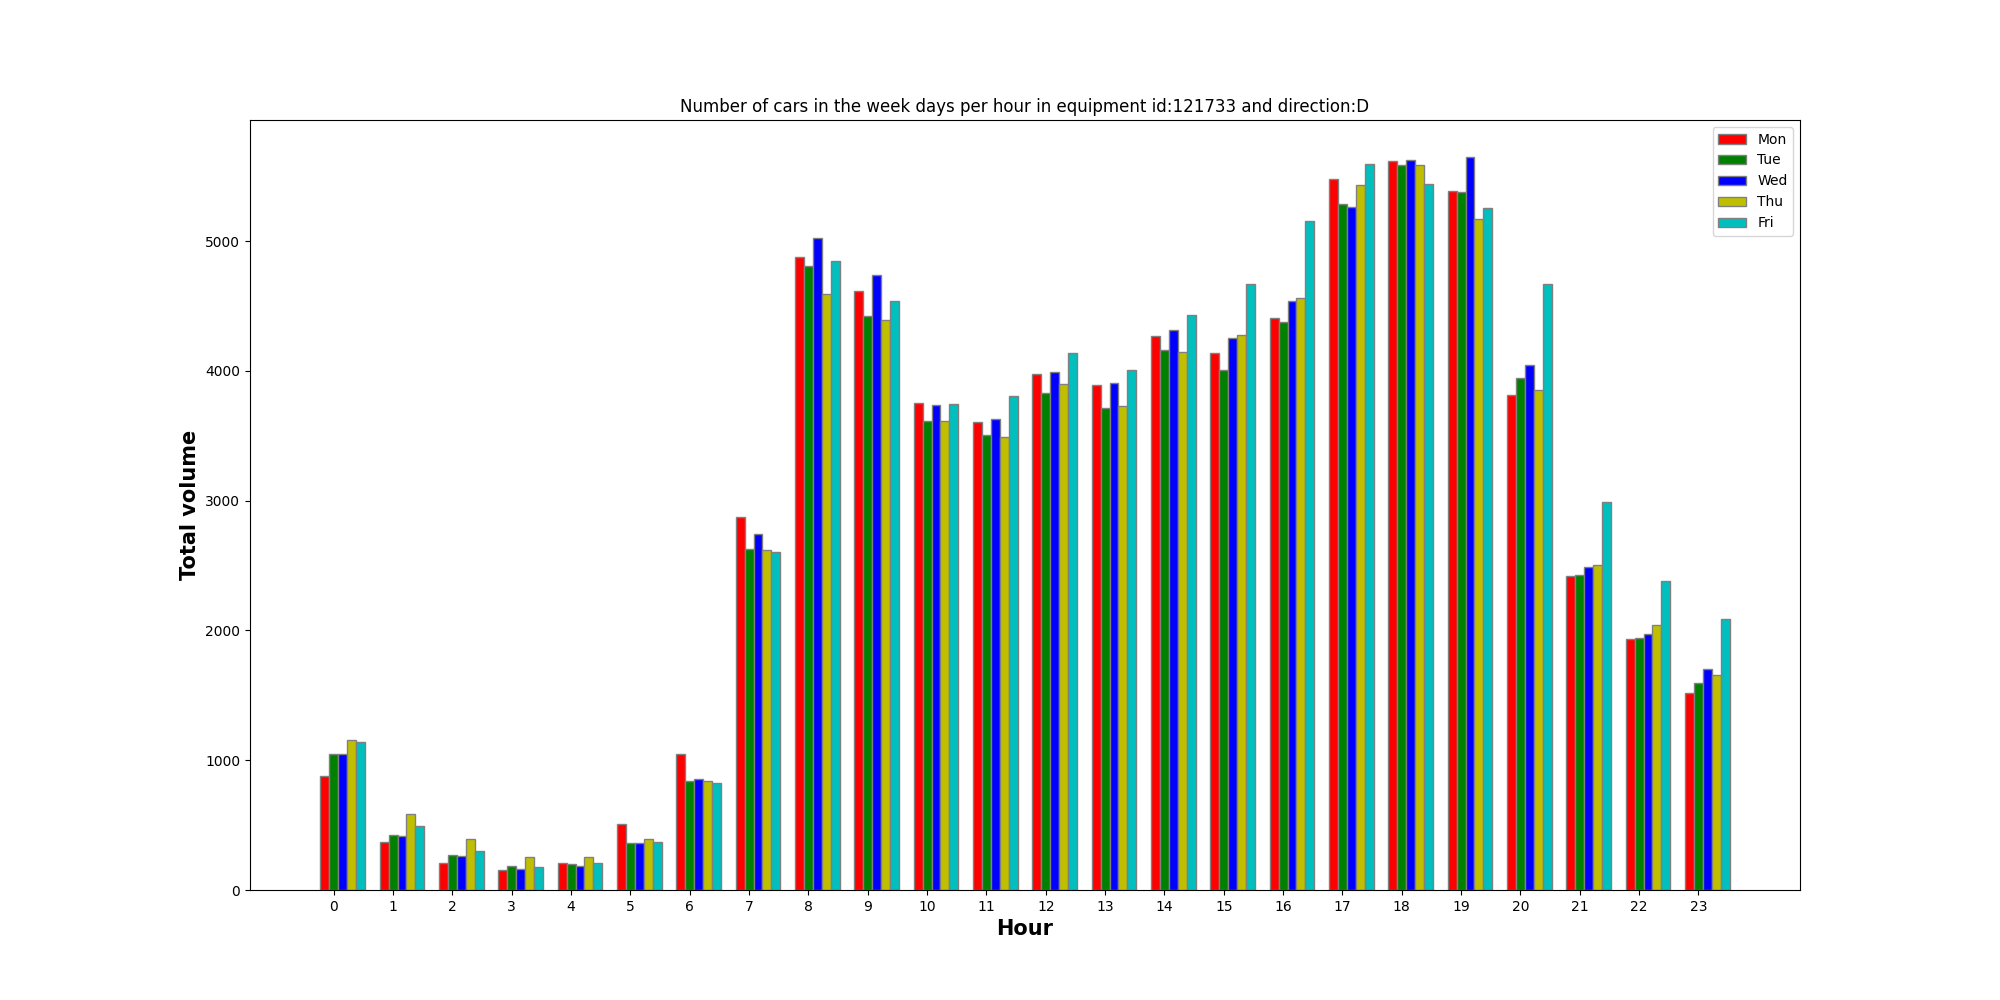 Number of cars in the week days per hour in equipment id:121733 and direction:D
Mon
Tue
Wed
Thu
Fri
5000
4000
3000
2000
1000
0
Total volume
0 1 2 3 4 5 6 7 8 9 10 11 12 13 14 15 16 17 18 19 20 21 22 23
Hour